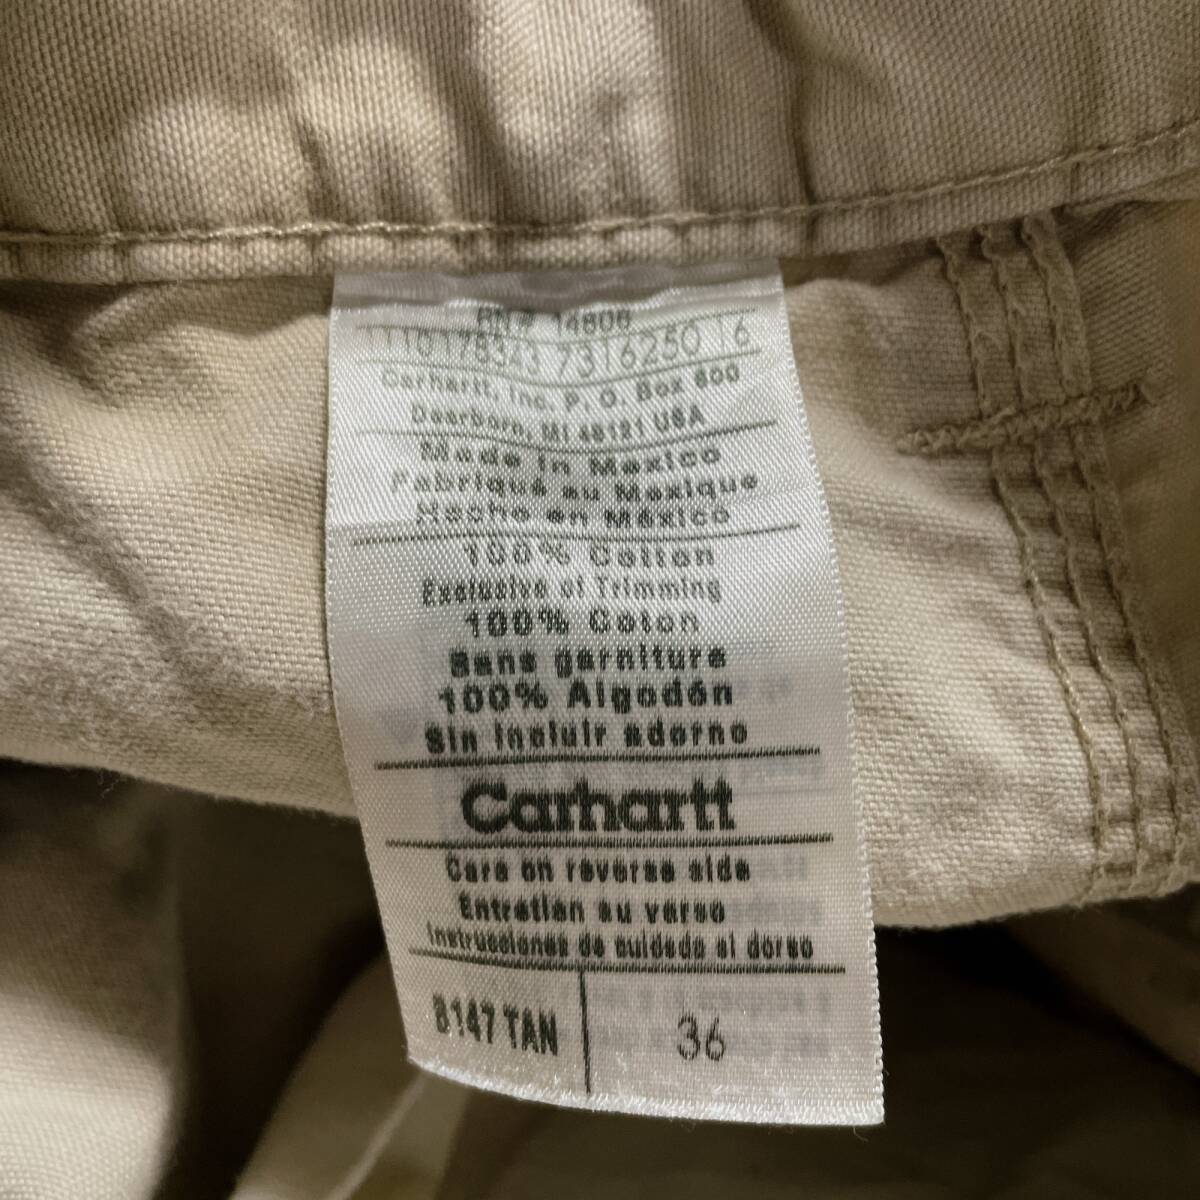 RN# 14806
110178343 7316250 16
Carhartt, Inc. P. O. Box 600
Dearborn, MI 48121 USA
Made in Mexico
Fabriqué au Mexique
Hecho en México
100% Cotton
Exclusive of Trimming
100% Coton
Sans garniture
100% Algodón
Sin incluir adorno
Carhartt
Care on reverse side
Entretien au verso
Instrucciones de cuidado al dorso
B147 TAN
36